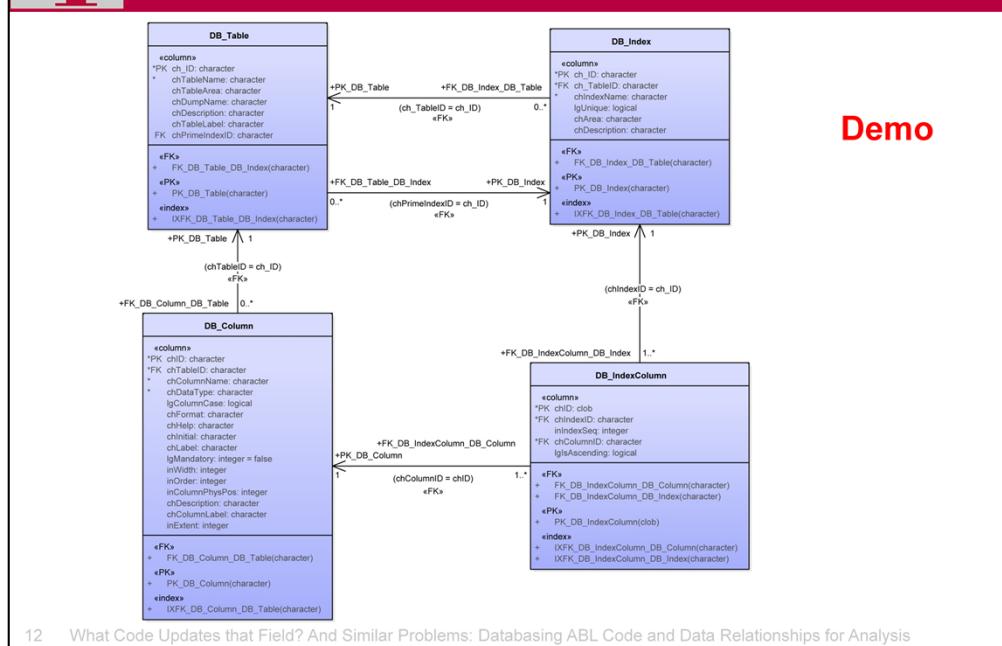 DB_Table
«column»
*PK ch_ID: character
* chTableName: character
chTableArea: character
chDumpName: character
chDescription: character
chTableLabel: character
FK chPrimeIndexID: character
«FK»
+ FK_DB_Table_DB_Index(character)
«PK»
+ PK_DB_Table(character)
«index»
+ IXFK_DB_Table_DB_Index(character)
+PK_DB_Table
+FK_DB_Index_DB_Table
1
(ch_TableID = ch_ID)
0..*
«FK»
+FK_DB_Table_DB_Index
+PK_DB_Index
0..*
(chPrimeIndexID = ch_ID)
1
«FK»
DB_Index
«column»
*PK ch_ID: character
*FK ch_TableID: character
* chIndexName: character
lgUnique: logical
chArea: character
chDescription: character
«FK»
+ FK_DB_Index_DB_Table(character)
«PK»
+ PK_DB_Index(character)
«index»
+ IXFK_DB_Index_DB_Table(character)
Demo
+PK_DB_Table 1
(chTableID = ch_ID)
«FK»
+FK_DB_Column_DB_Table 0..*
+PK_DB_Index 1
(chIndexID = ch_ID)
«FK»
+FK_DB_IndexColumn_DB_Index 1..*
DB_Column
«column»
*PK chID: character
*FK chTableID: character
* chColumnName: character
* chDataType: character
lgColumnCase: logical
chFormat: character
chHelp: character
chInitial: character
chLabel: character
lgMandatory: integer = false
inWidth: integer
inOrder: integer
inColumnPhysPos: integer
chDescription: character
chColumnLabel: character
inExtent: integer
«FK»
+ FK_DB_Column_DB_Table(character)
«PK»
+ PK_DB_Column(character)
«index»
+ IXFK_DB_Column_DB_Table(character)
+FK_DB_IndexColumn_DB_Column
+PK_DB_Column
1
(chColumnID = chID)
1..*
«FK»
DB_IndexColumn
«column»
*PK chID: clob
*FK chIndexID: character
inIndexSeq: integer
*FK chColumnID: character
lgIsAscending: logical
«FK»
+ FK_DB_IndexColumn_DB_Column(character)
+ FK_DB_IndexColumn_DB_Index(character)
«PK»
+ PK_DB_IndexColumn(clob)
«index»
+ IXFK_DB_IndexColumn_DB_Column(character)
+ IXFK_DB_IndexColumn_DB_Index(character)
12 What Code Updates that Field? And Similar Problems: Databasing ABL Code and Data Relationships for Analysis